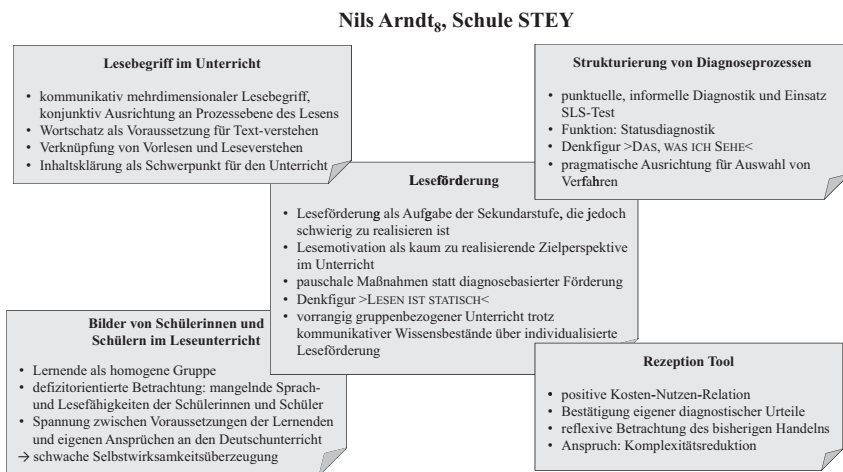 Nils Arndt₈, Schule STEY
Lesebegriff im Unterricht
• kommunikativ mehrdimensionaler Lesebegriff,
konjunktiv Ausrichtung an Prozessebene des Lesens
• Wortschatz als Voraussetzung für Text-verstehen
• Verknüpfung von Vorlesen und Leseverstehen
• Inhaltsklärung als Schwerpunkt für den Unterricht
Strukturierung von Diagnoseprozessen
• punktuelle, informelle Diagnostik und Einsatz
SLS-Test
• Funktion: Statusdiagnostik
• Denkfigur >DAS, WAS ICH SEHE<
• pragmatische Ausrichtung für Auswahl von
Verfahren
Leseförderung
• Leseförderung als Aufgabe der Sekundarstufe, die jedoch
schwierig zu realisieren ist
• Lesemotivation als kaum zu realisierende Zielperspektive
im Unterricht
• pauschale Maßnahmen statt diagnosebasierter Förderung
• Denkfigur >LESEN IST STATISCH<
• vorrangig gruppenbezogener Unterricht trotz
kommunikativer Wissensbestände über individualisierte
Leseförderung
Bilder von Schülerinnen und
Schülern im Leseunterricht
• Lernende als homogene Gruppe
• defizitorientierte Betrachtung: mangelnde Sprach-
und Lesefähigkeiten der Schülerinnen und Schüler
• Spannung zwischen Voraussetzungen der Lernenden
und eigenen Ansprüchen an den Deutschunterricht
→ schwache Selbstwirksamkeitsüberzeugung
Rezeption Tool
• positive Kosten-Nutzen-Relation
• Bestätigung eigener diagnostischer Urteile
• reflexive Betrachtung des bisherigen Handelns
• Anspruch: Komplexitätsreduktion